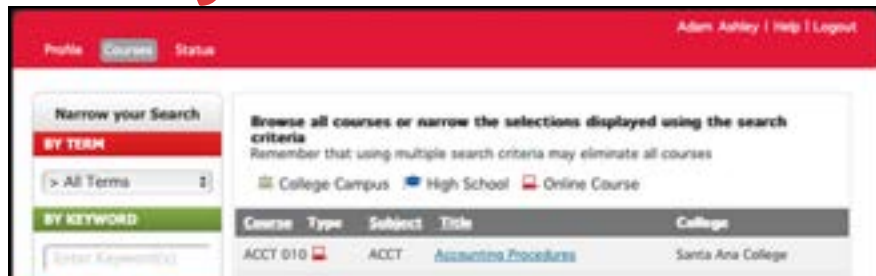 Adam Ashley | Help | Logout
Profile Courses Status
Narrow your Search
BY TERM
> All Terms
BY KEYWORD
Enter Keyword(s)
Browse all courses or narrow the selections displayed using the search
criteria
Remember that using multiple search criteria may eliminate all courses
College Campus High School Online Course
Course Type Subject Title College
ACCT 010 ACCT Accounting Procedures Santa Ana College